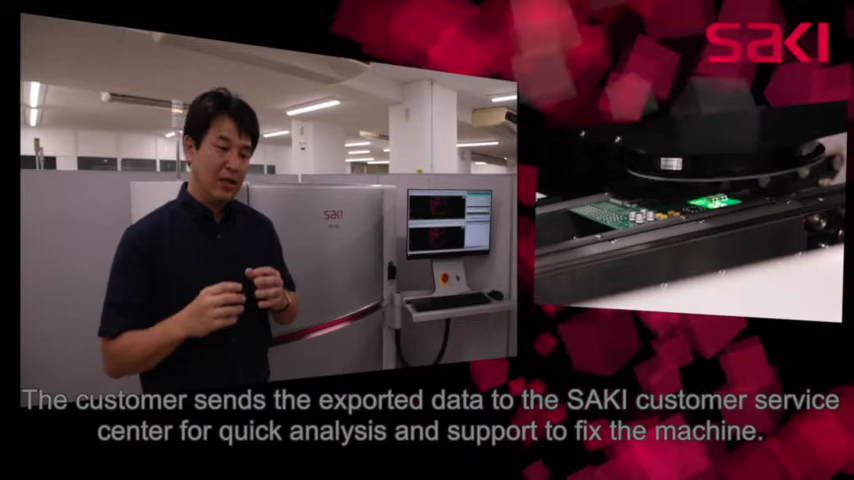 saki
saki
The customer sends the exported data to the SAKI customer service
center for quick analysis and support to fix the machine.